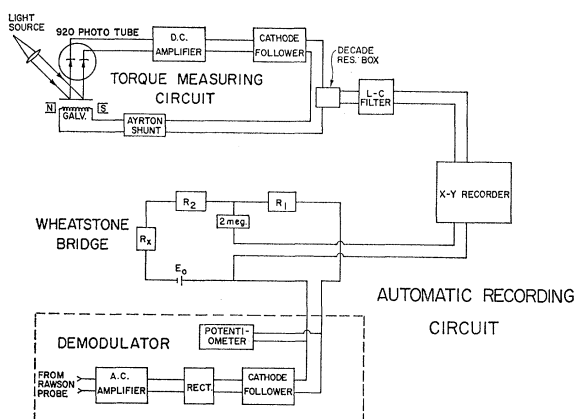 LIGHT
SOURCE
920 PHOTO TUBE
D.C.
AMPLIFIER
CATHODE
FOLLOWER
DECADE
RES. BOX
TORQUE MEASURING
CIRCUIT
L-C
FILTER
N
S
GALV.
AYRTON
SHUNT
X-Y RECORDER
R2
R1
WHEATSTONE
BRIDGE
2 meg.
Rx
Eo
AUTOMATIC RECORDING
CIRCUIT
POTENTI-
OMETER
DEMODULATOR
FROM
RAWSON
PROBE
A.C.
AMPLIFIER
RECT.
CATHODE
FOLLOWER